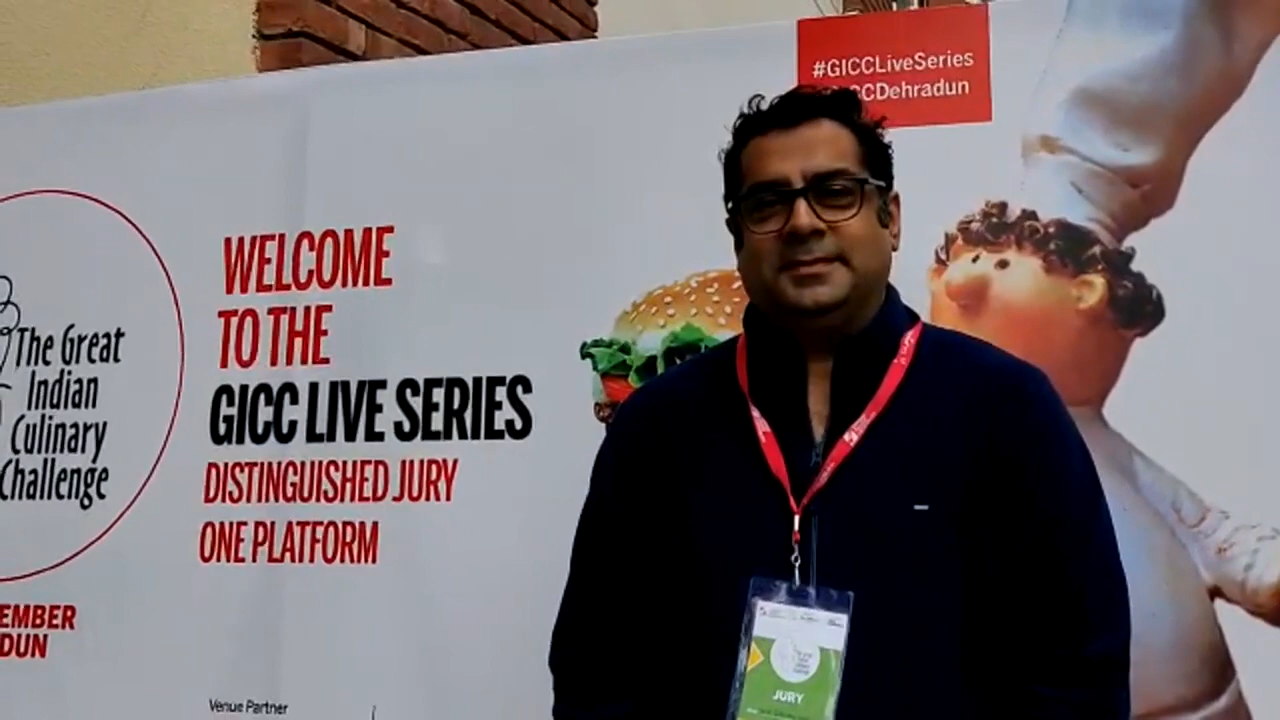 #GICCLiveSeries
CCDehradun
WELCOME
TO THE
GICC LIVE SERIES
DISTINGUISHED JURY
ONE PLATFORM
The Great
Indian
Culinary
Challenge
EMBER
DUN
Venue Partner
JURY